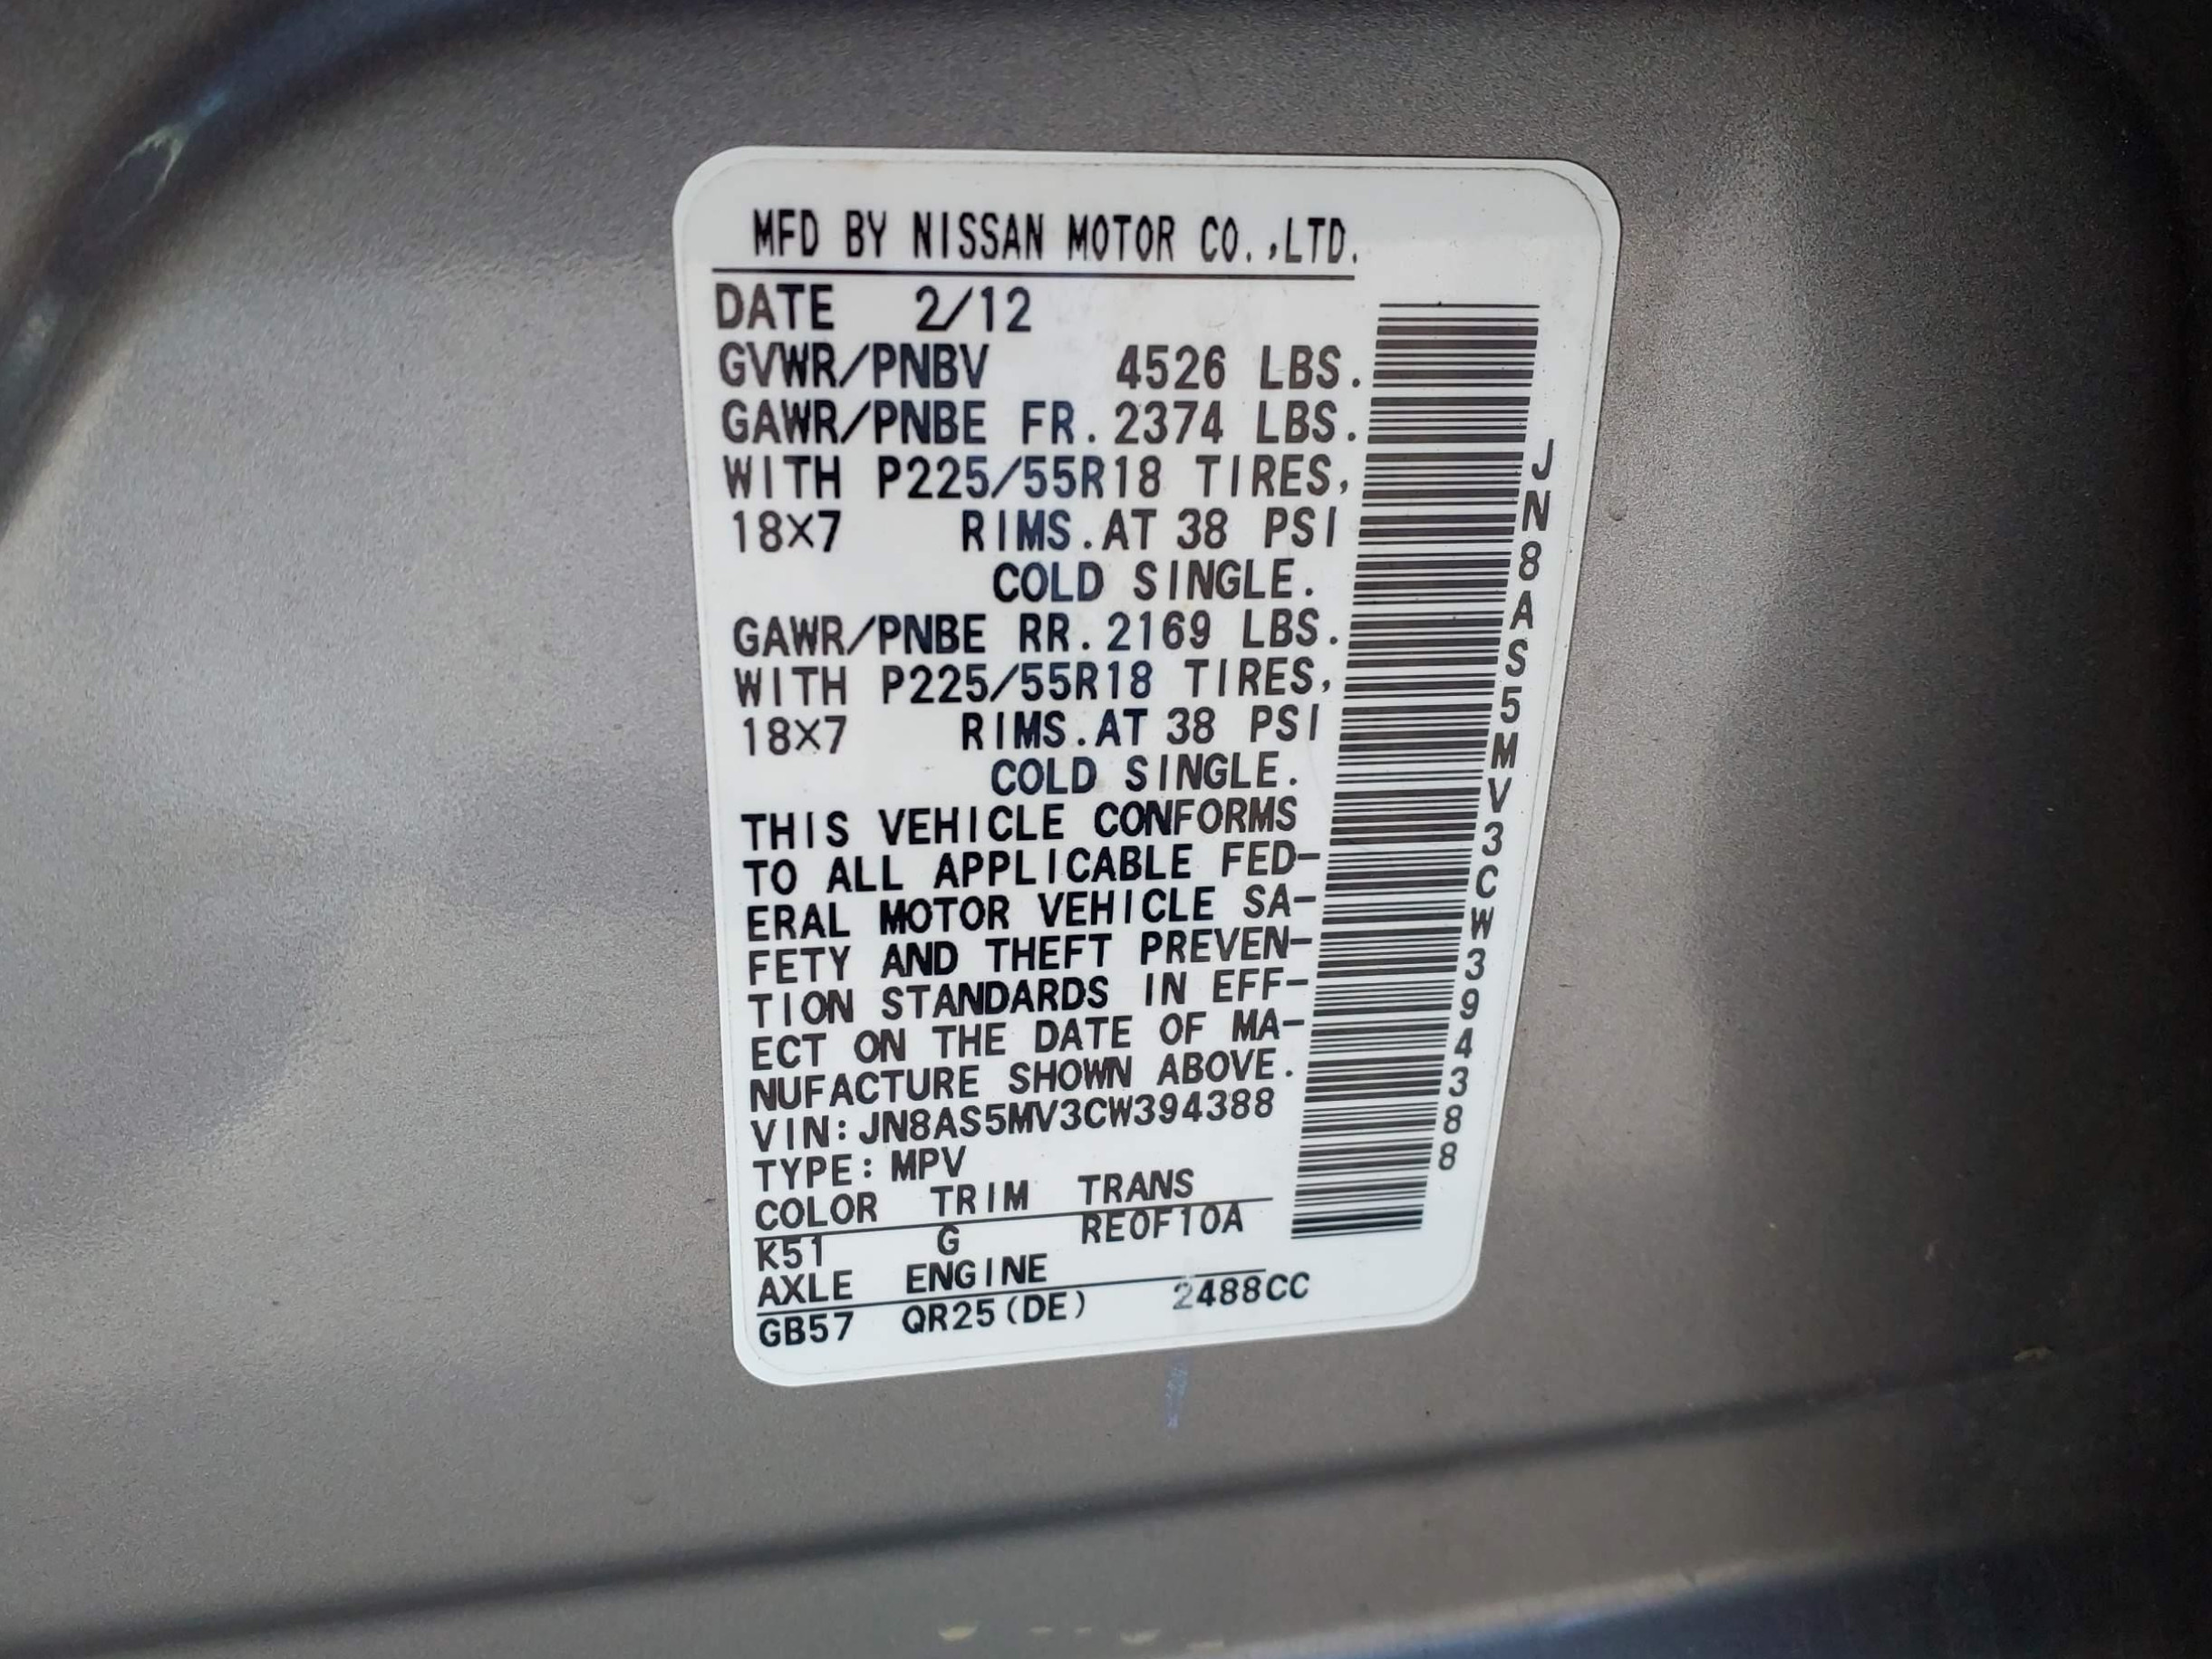 MFD BY NISSAN MOTOR CO.,LTD.
DATE 2/12
GVWR/PNBV 4526 LBS.
GAWR/PNBE FR. 2374 LBS.
WITH P225/55R18 TIRES,
18X7 RIMS. AT 38 PSI
COLD SINGLE.
GAWR/PNBE RR. 2169 LBS.
WITH P225/55R18 TIRES,
18X7 RIMS. AT 38 PSI
COLD SINGLE.
THIS VEHICLE CONFORMS
TO ALL APPLICABLE FED-
ERAL MOTOR VEHICLE SA-
FETY AND THEFT PREVEN-
TION STANDARDS IN EFF-
ECT ON THE DATE OF MA-
NUFACTURE SHOWN ABOVE.
VIN: JN8AS5MV3CW394388
TYPE: MPV
COLOR TRIM TRANS
K51 G RE0F10A
AXLE ENGINE
GB57 QR25(DE) 2488CC
JN8AS5MV3CW394388